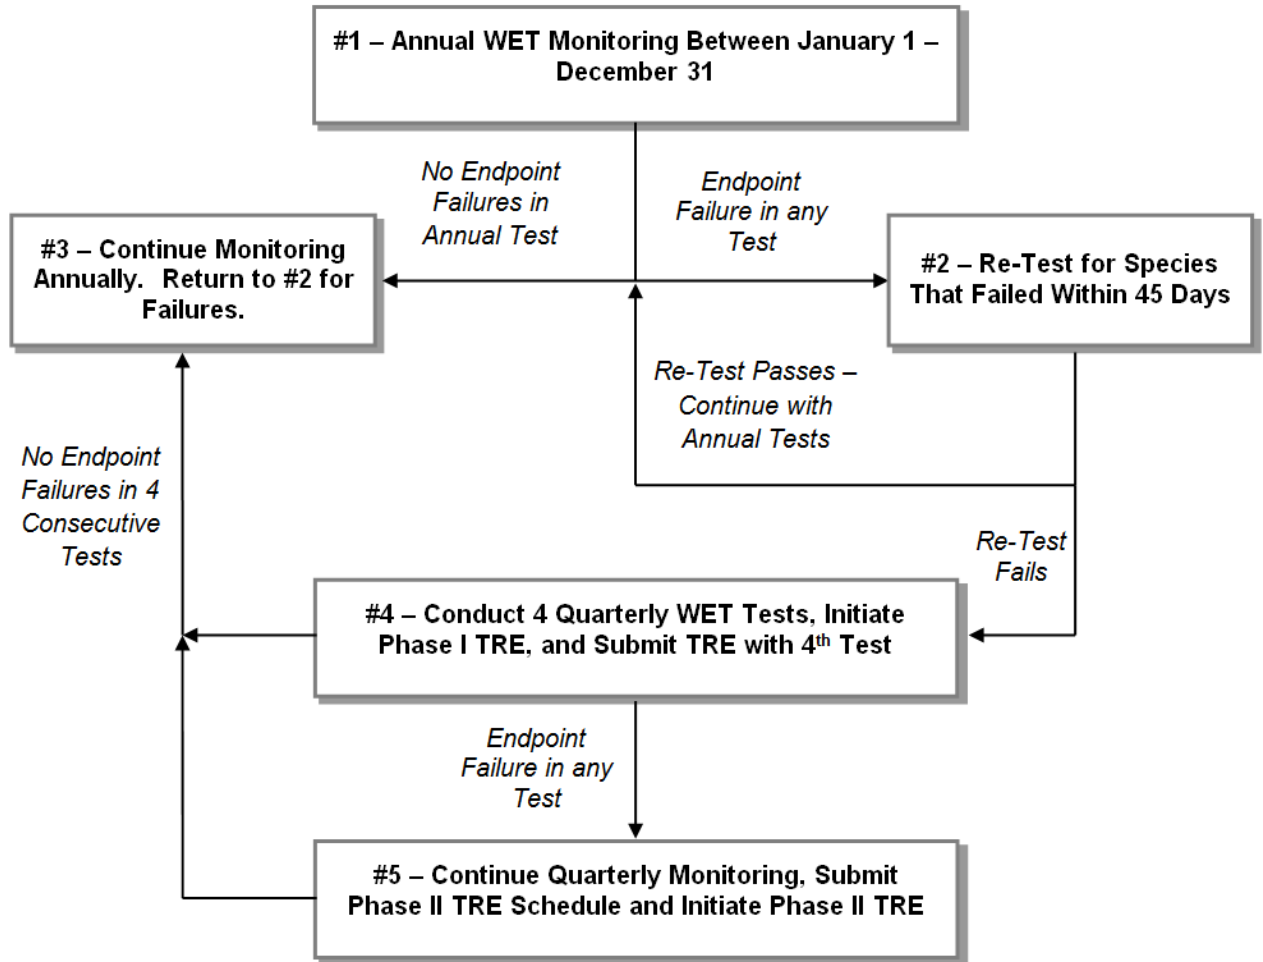 #1 – Annual WET Monitoring Between January 1 –
December 31
No Endpoint
Failures in
Annual Test
Endpoint
Failure in any
Test
#3 – Continue Monitoring
Annually.  Return to #2 for
Failures.
#2 – Re-Test for Species
That Failed Within 45 Days
Re-Test Passes –
Continue with
Annual Tests
No Endpoint
Failures in 4
Consecutive
Tests
Re-Test
Fails
#4 – Conduct 4 Quarterly WET Tests, Initiate
Phase I TRE, and Submit TRE with 4th Test
Endpoint
Failure in any
Test
#5 – Continue Quarterly Monitoring, Submit
Phase II TRE Schedule and Initiate Phase II TRE